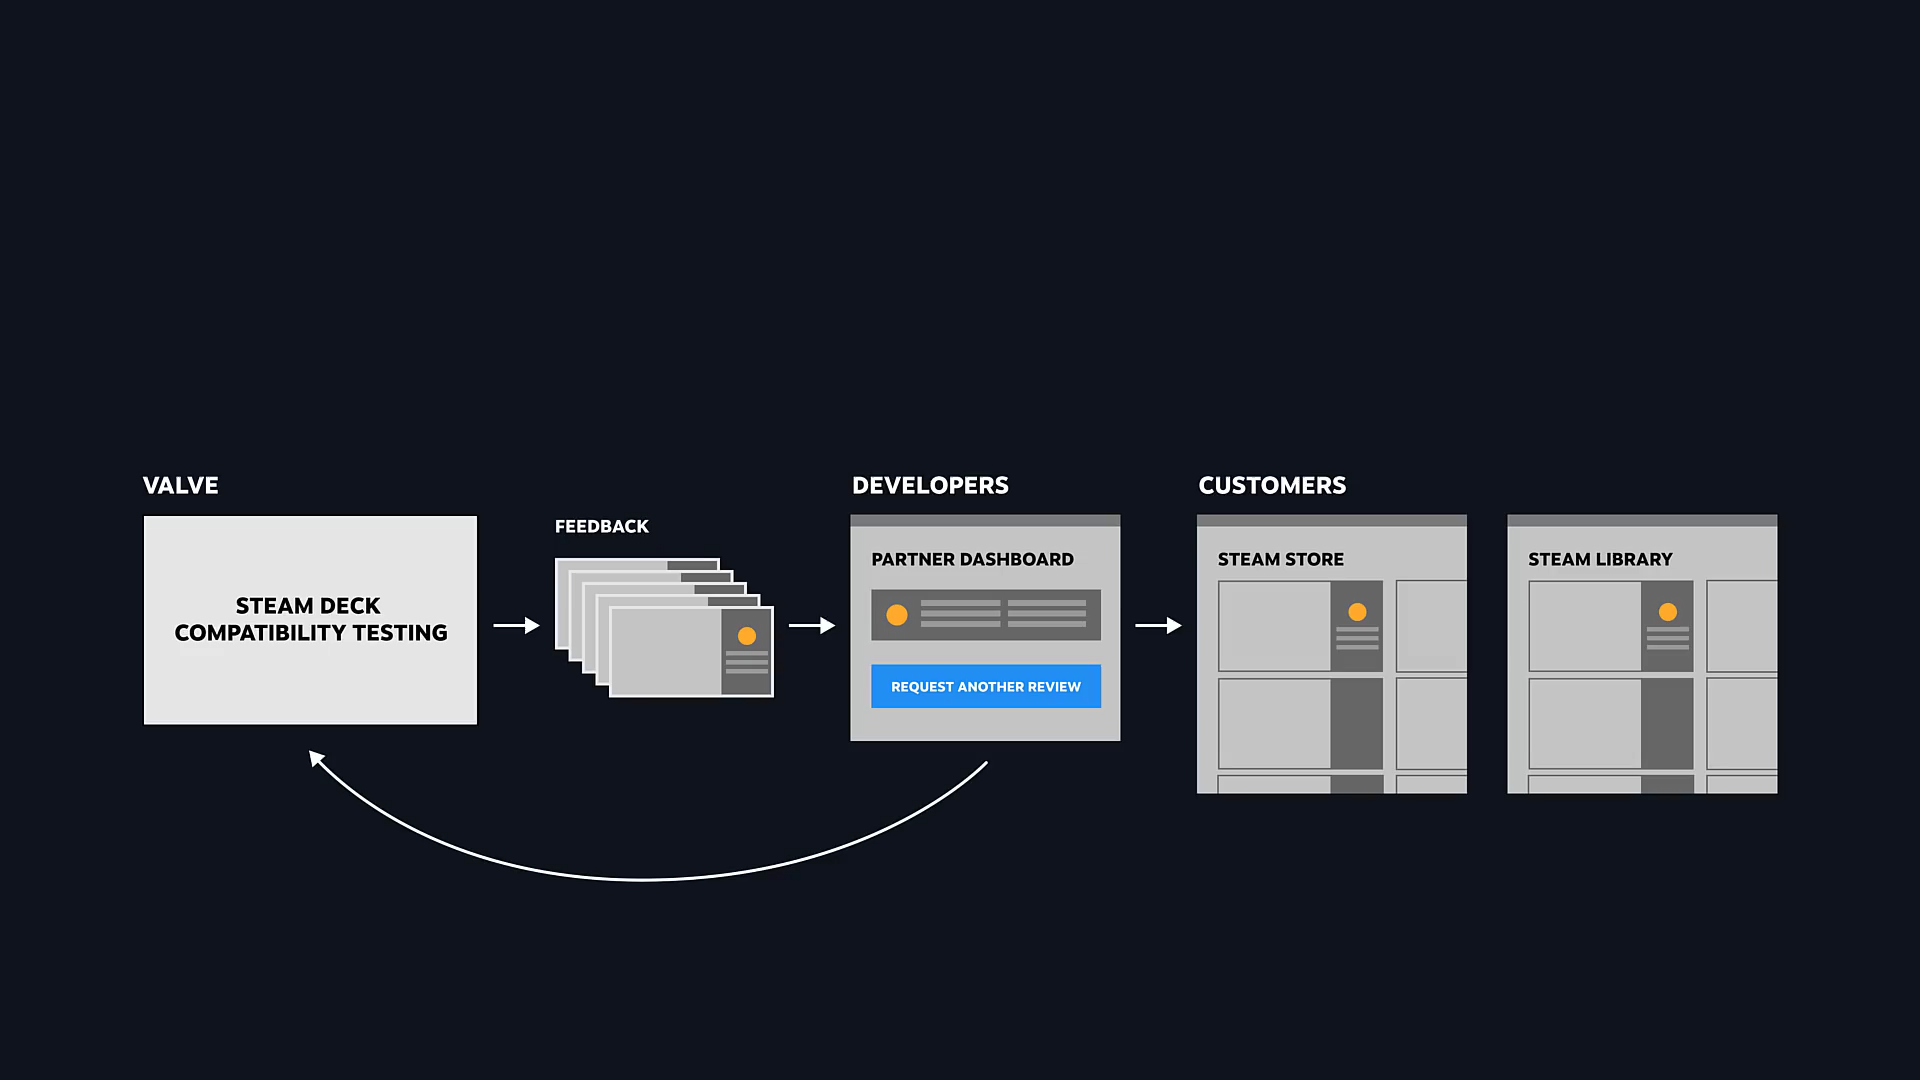 VALVE
STEAM DECK
COMPATIBILITY TESTING
FEEDBACK
DEVELOPERS
PARTNER DASHBOARD
REQUEST ANOTHER REVIEW
CUSTOMERS
STEAM STORE
STEAM LIBRARY